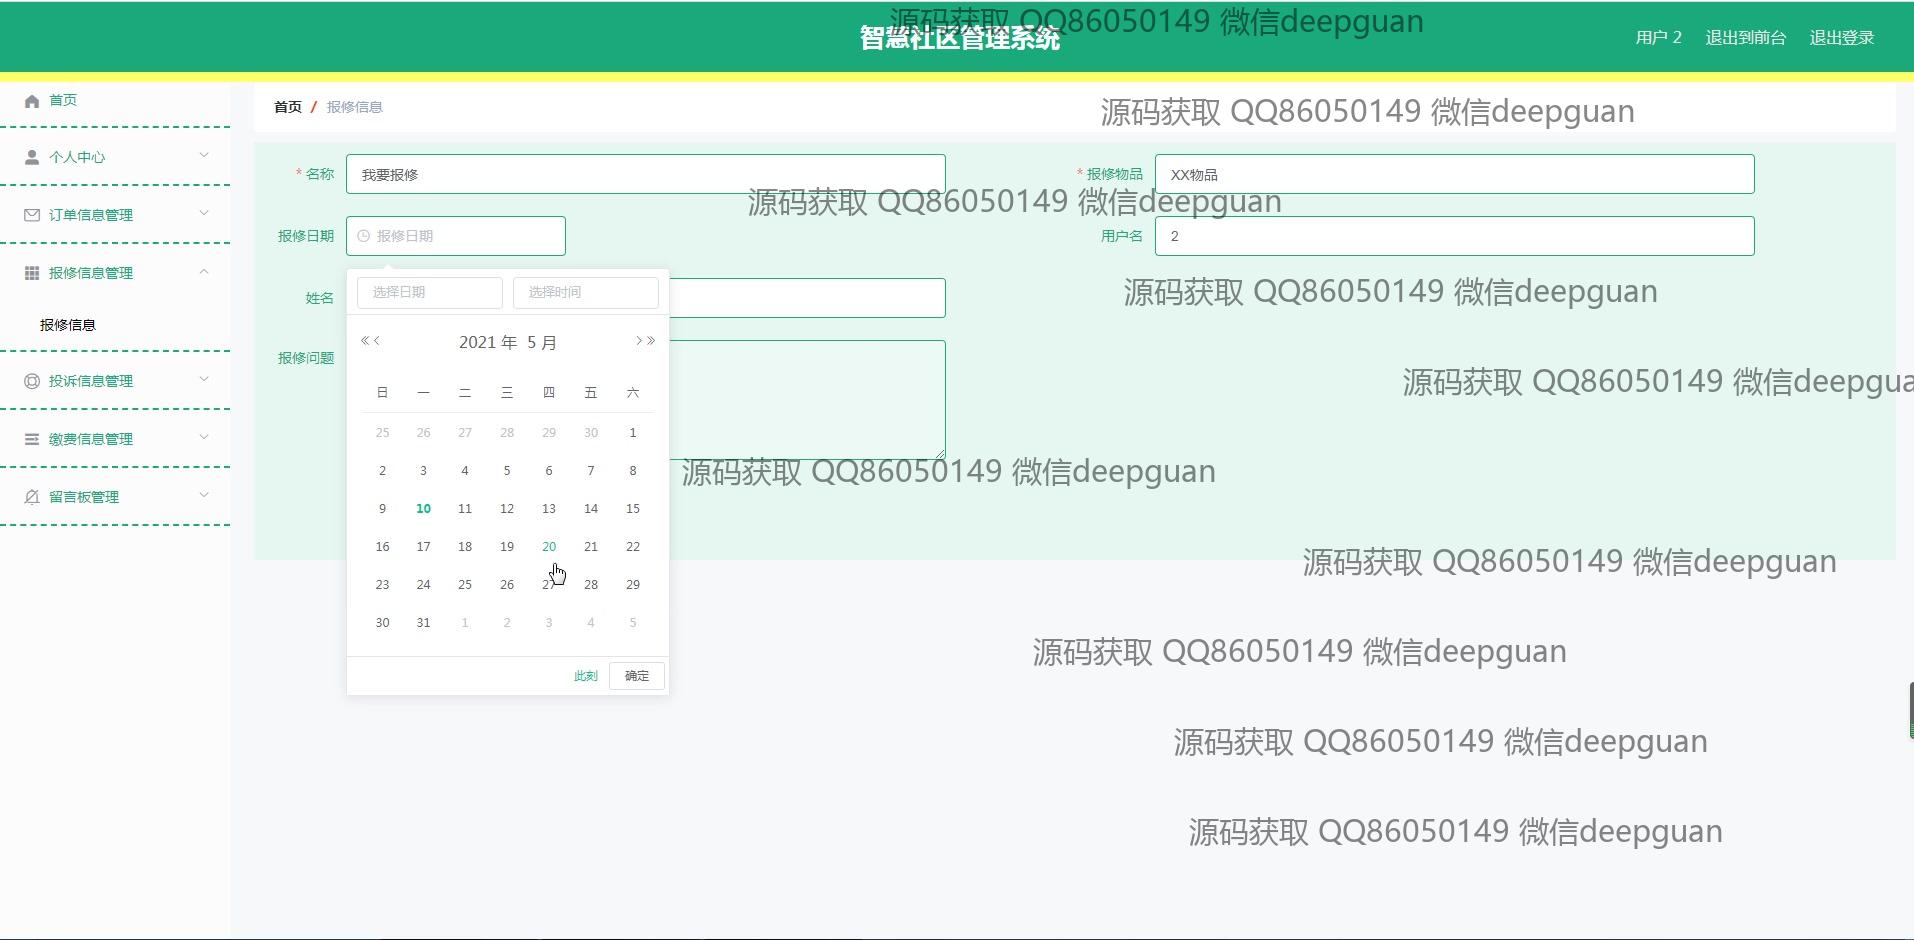 源码获取 QQ86050149 微信deepguan
智慧社区管理系统
用户 2 退出到前台 退出登录
首页
首页 / 报修信息
源码获取 QQ86050149 微信deepguan
个人中心
* 名称 我要报修
* 报修物品 XX物品
源码获取 QQ86050149 微信deepguan
订单信息管理
报修日期 报修日期
用户名 2
报修信息管理
选择日期 选择时间
姓名
源码获取 QQ86050149 微信deepguan
报修信息
2021 年 5 月
报修问题
投诉信息管理
源码获取 QQ86050149 微信deepgua
日 一 二 三 四 五 六
25 26 27 28 29 30 1
缴费信息管理
2 3 4 5 6 7 8
源码获取 QQ86050149 微信deepguan
留言板管理
9 10 11 12 13 14 15
16 17 18 19 20 21 22
源码获取 QQ86050149 微信deepguan
23 24 25 26 27 28 29
30 31 1 2 3 4 5
源码获取 QQ86050149 微信deepguan
此刻 确定
源码获取 QQ86050149 微信deepguan
源码获取 QQ86050149 微信deepguan